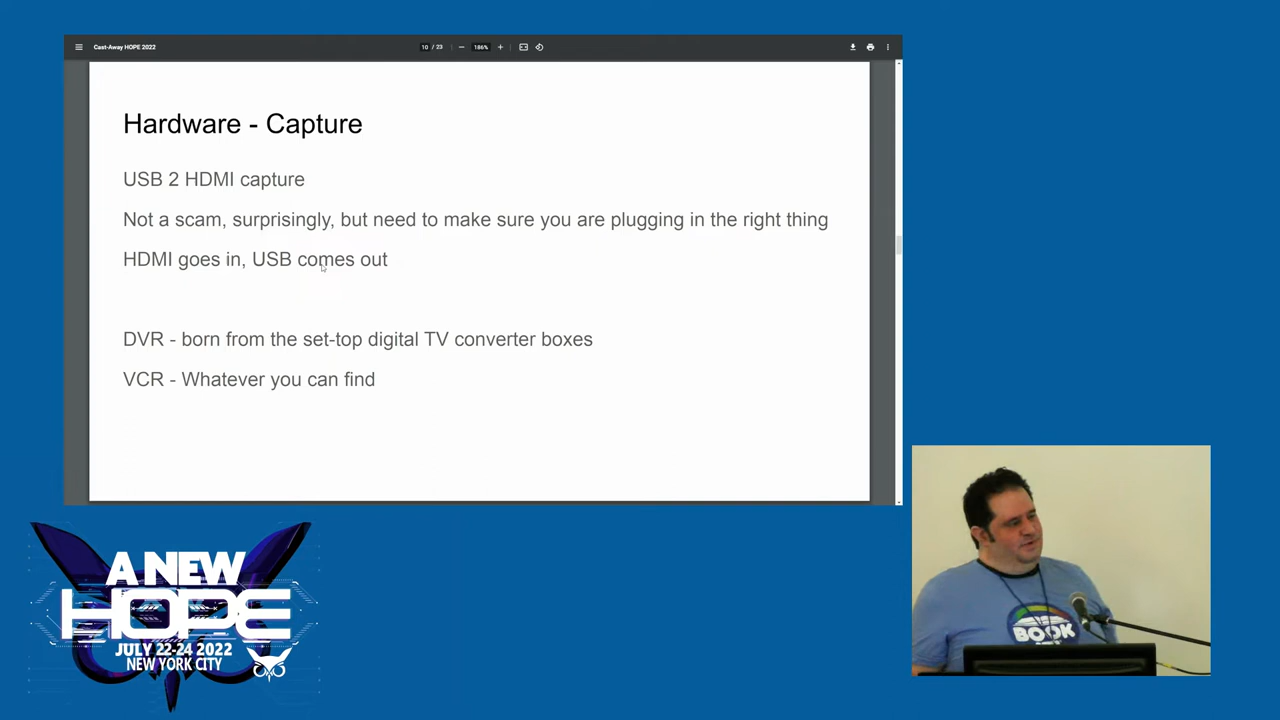 Cast-Away HOPE 2022
10 / 23
186%
Hardware - Capture
USB 2 HDMI capture
Not a scam, surprisingly, but need to make sure you are plugging in the right thing
HDMI goes in, USB comes out
DVR - born from the set-top digital TV converter boxes
VCR - Whatever you can find
A NEW
HOPE
JULY 22-24 2022
NEW YORK CITY
BOOK